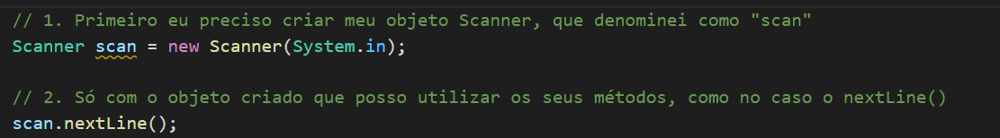 // 1. Primeiro eu preciso criar meu objeto Scanner, que denominei como "scan"
Scanner scan = new Scanner(System.in);
// 2. Só com o objeto criado que posso utilizar os seus métodos, como no caso o nextLine()
scan.nextLine();